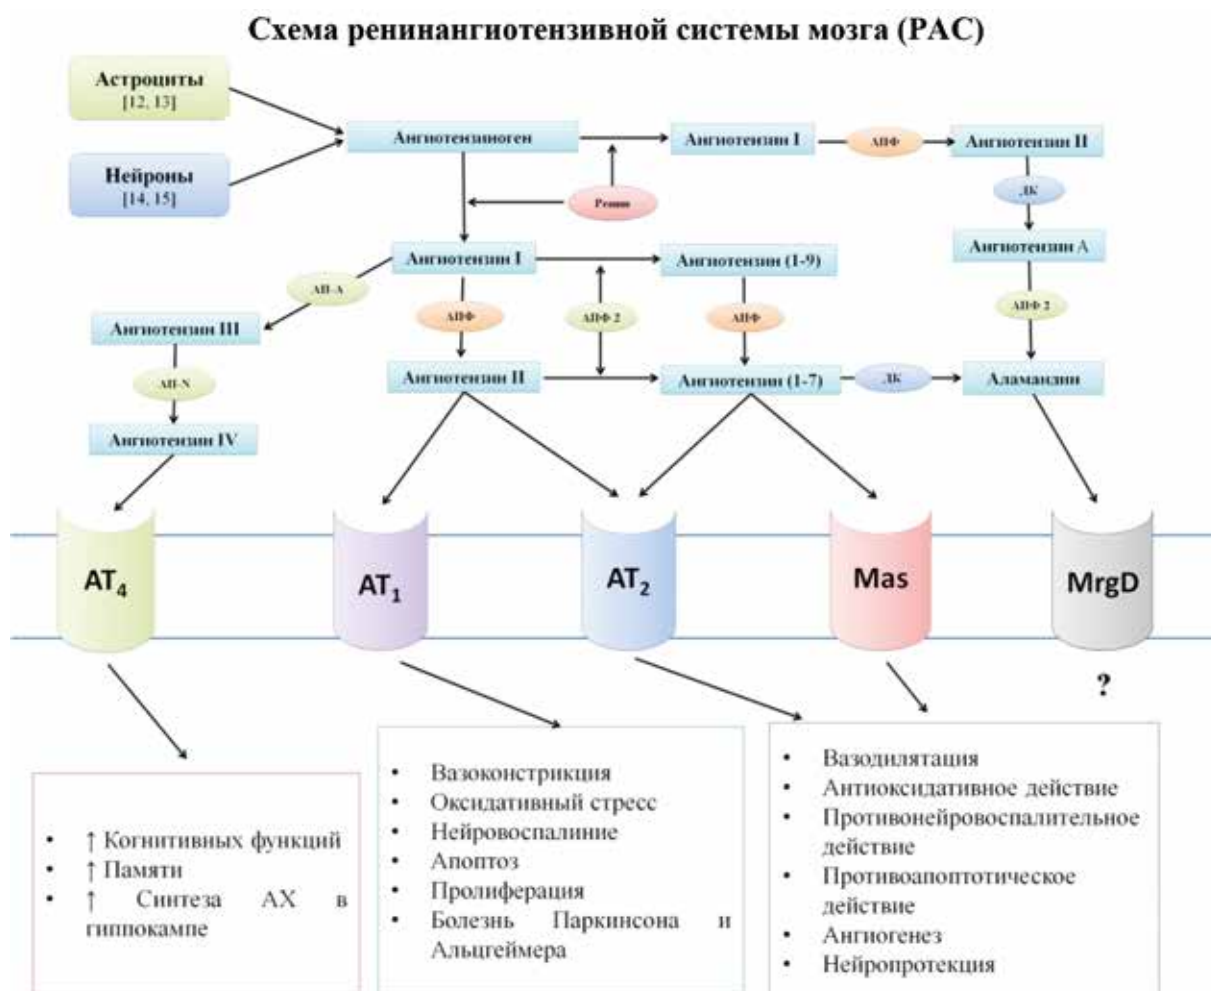 Схема ренинангиотензивной системы мозга (РАС)
Астроциты
[12, 13]
Нейроны
[14, 15]
Ангиотензиноген
Ангиотензин I
АПФ
Ангиотензин II
Ренин
ДК
Ангиотензин А
Ангиотензин I
Ангиотензин (1-9)
АП-А
АПФ
АПФ 2
АПФ
АПФ 2
Ангиотензин III
АП-N
Ангиотензин II
Ангиотензин (1-7)
ДК
Аламандин
Ангиотензин IV
AT4
AT1
AT2
Mas
MrgD
?
• ↑ Когнитивных функций
• ↑ Памяти
• ↑ Синтеза АХ в
гиппокампе
• Вазоконстрикция
• Оксидативный стресс
• Нейровоспалиние
• Апоптоз
• Пролиферация
• Болезнь Паркинсона и
Альцгеймера
• Вазодилятация
• Антиоксидативное действие
• Противонейровоспалительное
действие
• Противоапоптотическое
действие
• Ангиогенез
• Нейропротекция